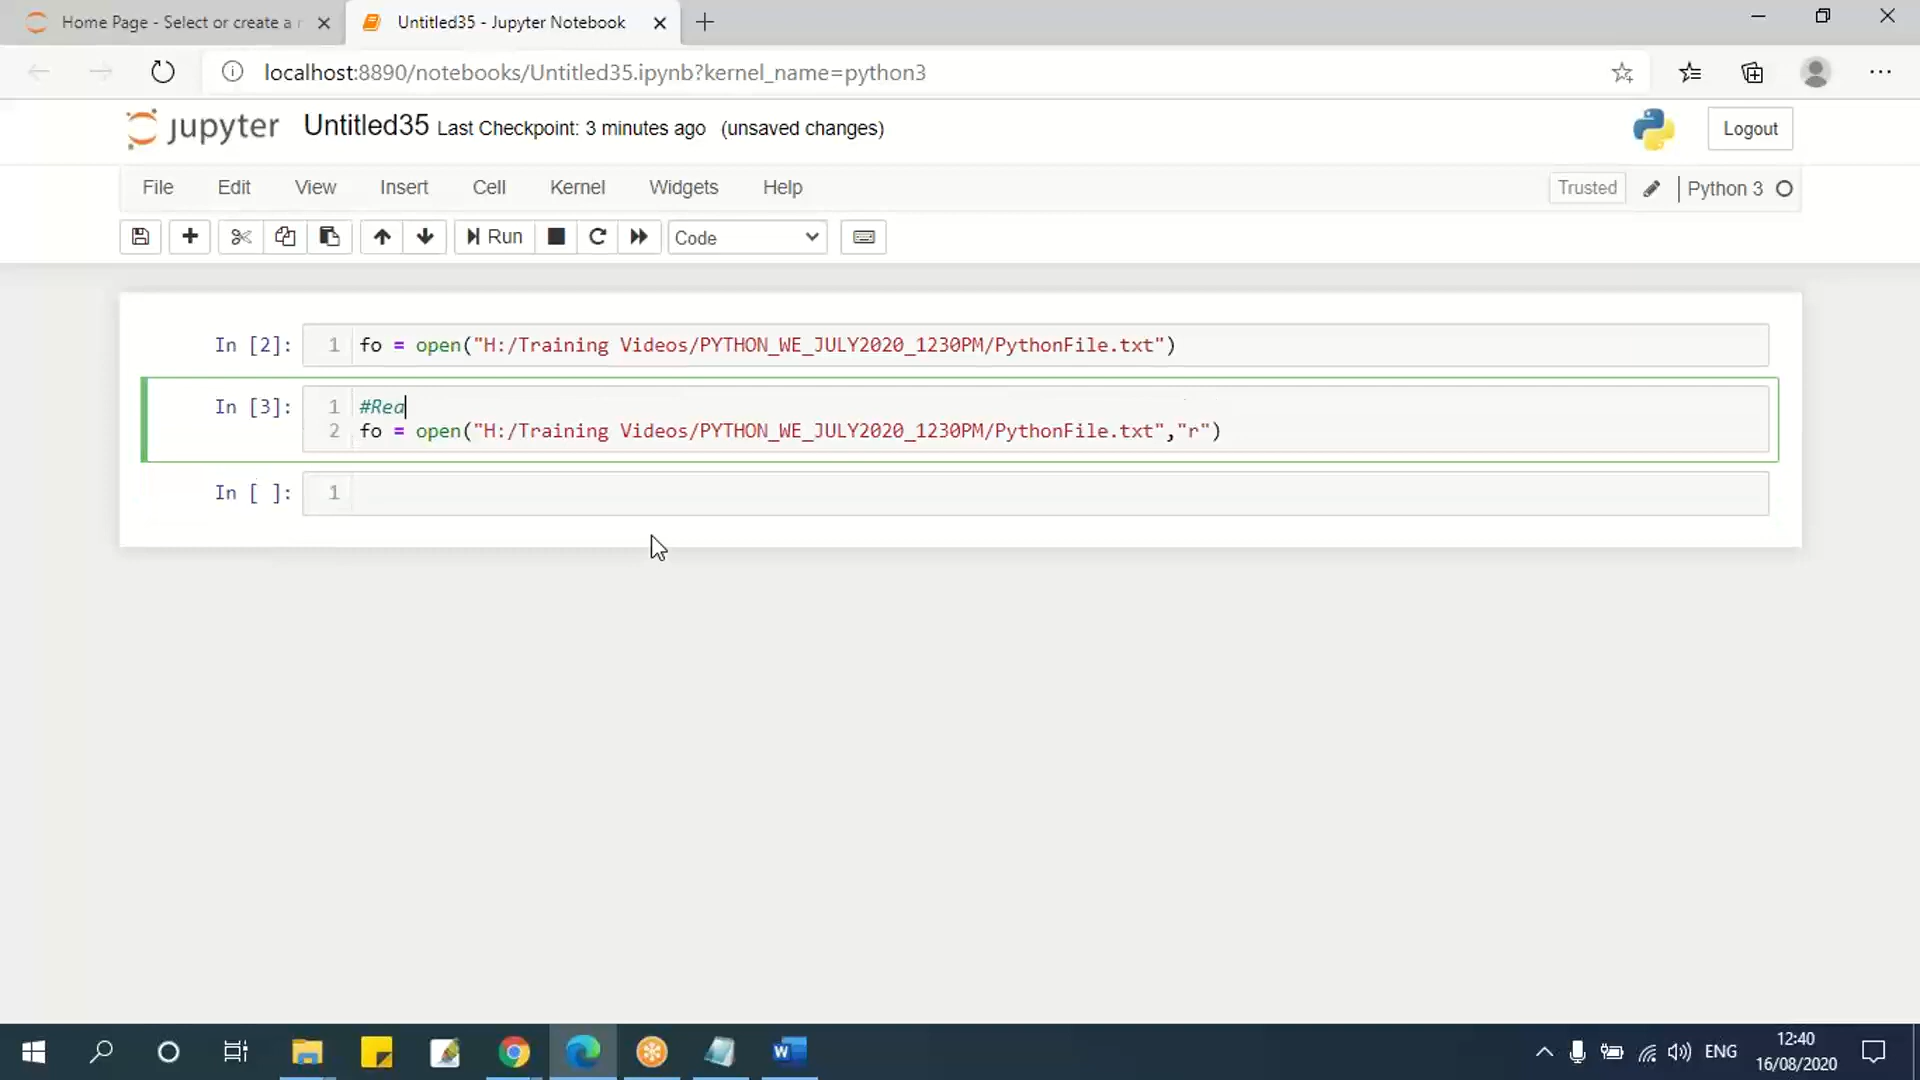 Home Page - Select or create a n
Untitled35 - Jupyter Notebook
localhost:8890/notebooks/Untitled35.ipynb?kernel_name=python3
jupyter Untitled35 Last Checkpoint: 3 minutes ago (unsaved changes)
Logout
File Edit View Insert Cell Kernel Widgets Help
Trusted
Python 3
Run
Code
In [2]: 1 fo = open("H:/Training Videos/PYTHON_WE_JULY2020_1230PM/PythonFile.txt")
In [3]: 1 #Rea
2 fo = open("H:/Training Videos/PYTHON_WE_JULY2020_1230PM/PythonFile.txt","r")
In [ ]: 1
ENG
12:40
16/08/2020